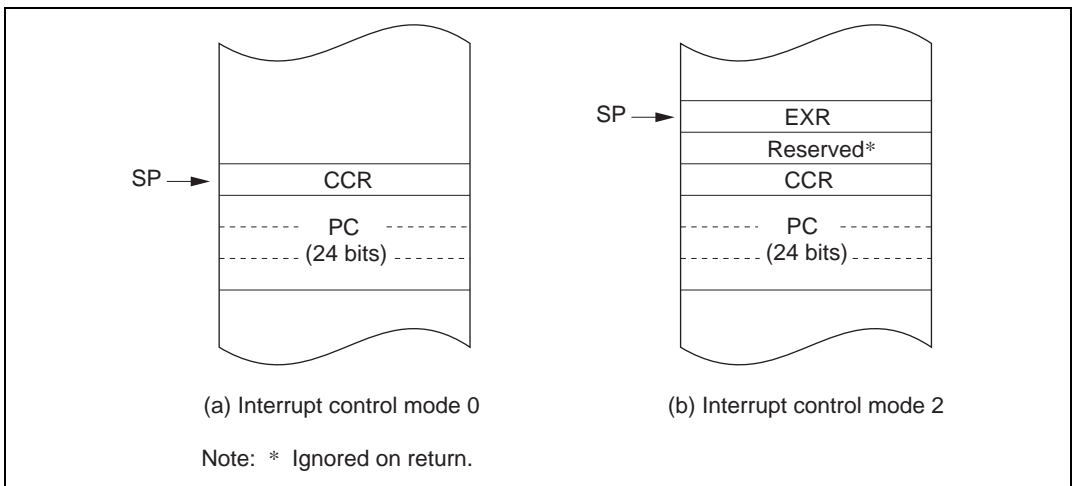 SP
CCR
PC
(24 bits)
(a) Interrupt control mode 0
SP
EXR
Reserved*
CCR
PC
(24 bits)
(b) Interrupt control mode 2
Note: * Ignored on return.